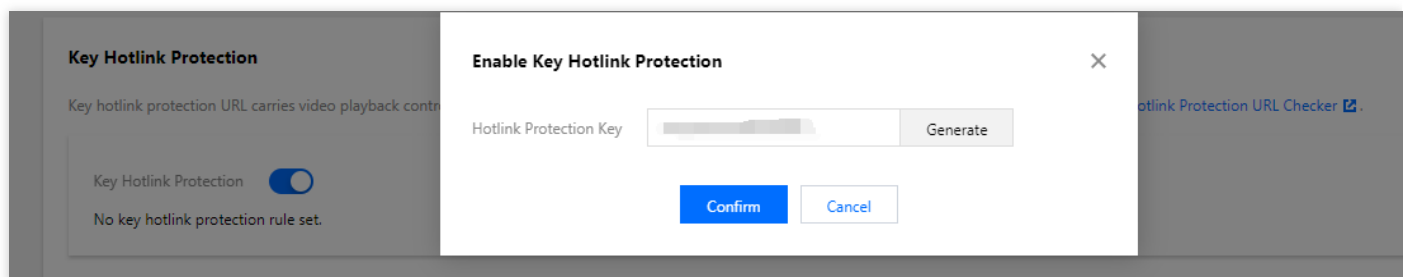 Key Hotlink Protection
Enable Key Hotlink Protection
Key hotlink protection URL carries video playback contr
otlink Protection URL Checker .
Hotlink Protection Key
Generate
Key Hotlink Protection
No key hotlink protection rule set.
Confirm
Cancel